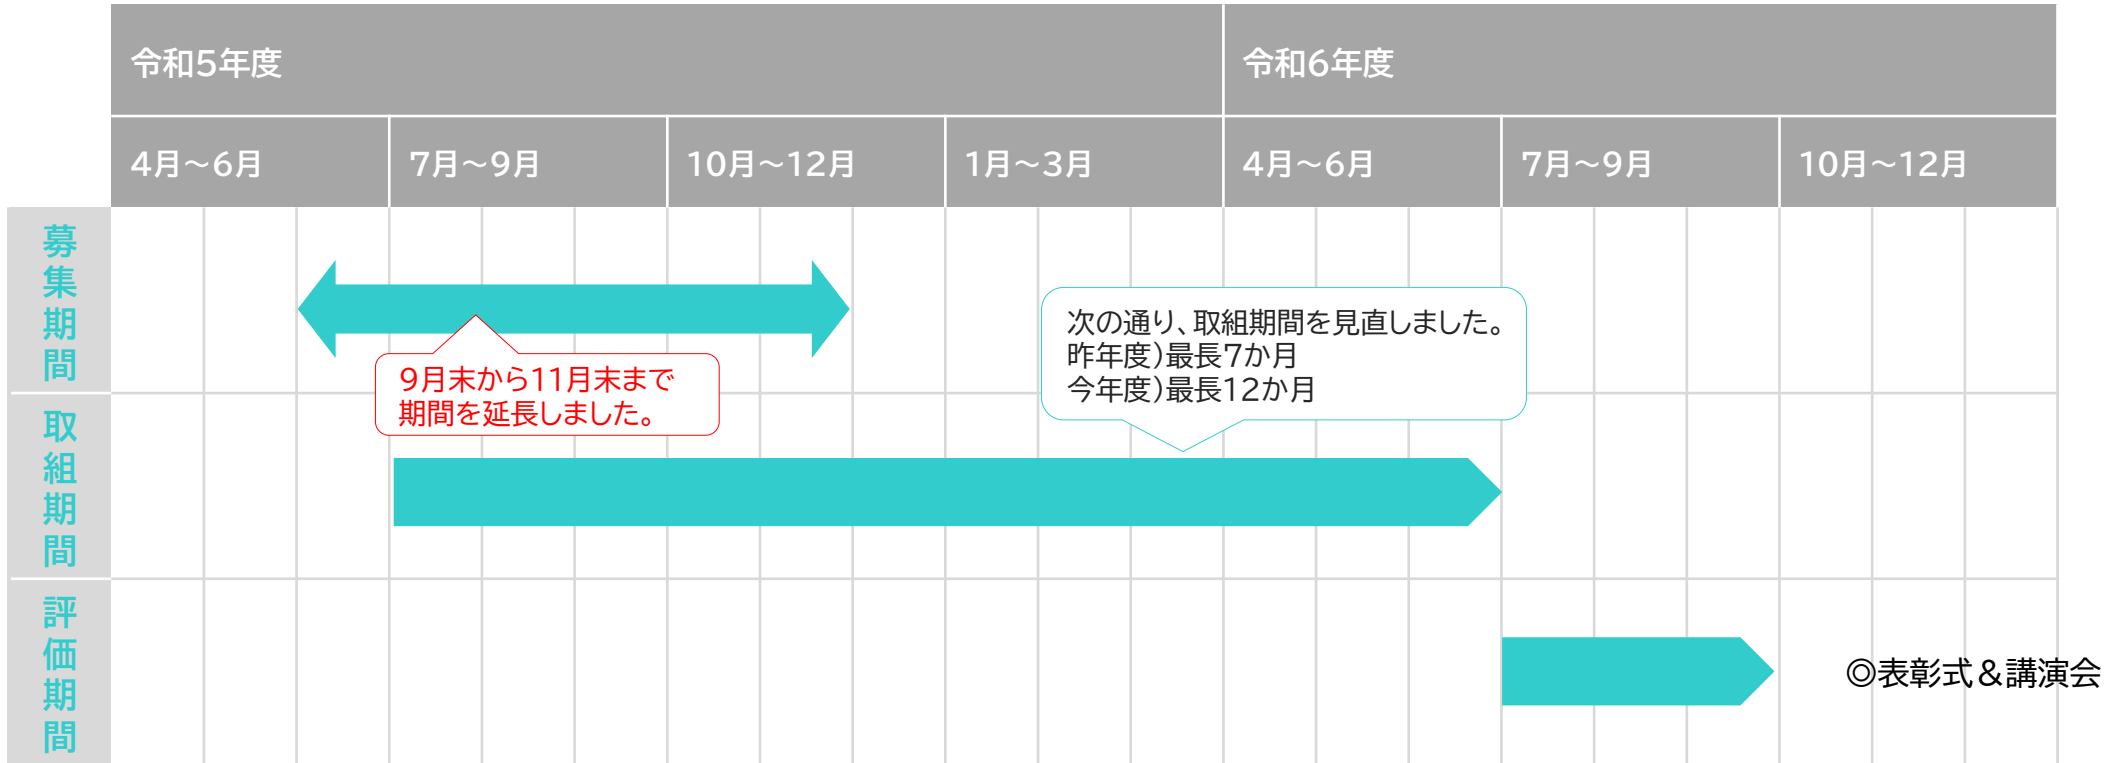 令和5年度
令和6年度
4月～6月
7月～9月
10月～12月
1月～3月
4月～6月
7月～9月
10月～12月
募集期間
9月末から11月末まで
期間を延長しました。
次の通り、取組期間を見直しました。
昨年度）最長7か月
今年度）最長12か月
取組期間
評価期間
◎表彰式＆講演会